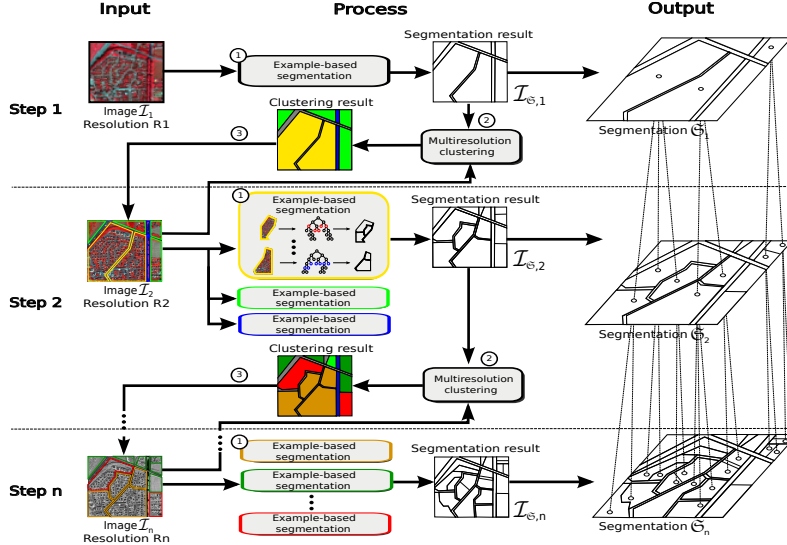 Input
Process
Output
Step 1
Image I₁
Resolution R1
1
Example-based
segmentation
Segmentation result
I𝔖,1
Segmentation 𝔖₁
Clustering result
3
2
Multiresolution
clustering
Step 2
Image I₂
Resolution R2
1
Example-based
segmentation
Segmentation result
I𝔖,2
Segmentation 𝔖₂
Example-based
segmentation
Example-based
segmentation
Clustering result
3
2
Multiresolution
clustering
Step n
Image Iₙ
Resolution Rn
1
Example-based
segmentation
Example-based
segmentation
Example-based
segmentation
Segmentation result
I𝔖,n
Segmentation 𝔖ₙ